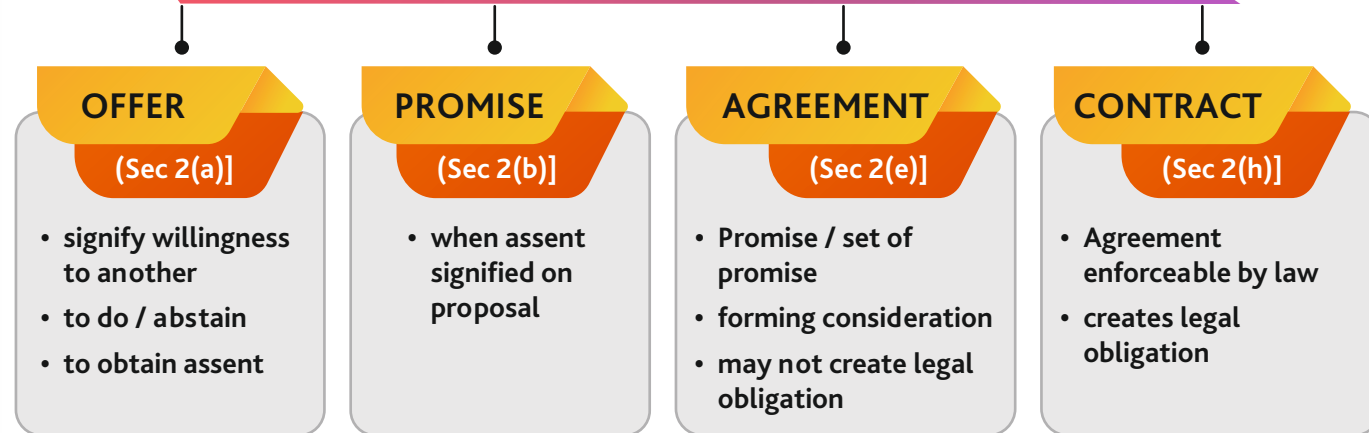 OFFER
(Sec 2(a)]
• signify willingness
to another
• to do / abstain
• to obtain assent
PROMISE
(Sec 2(b)]
• when assent
signified on
proposal
AGREEMENT
(Sec 2(e)]
• Promise / set of
promise
• forming consideration
• may not create legal
obligation
CONTRACT
(Sec 2(h)]
• Agreement
enforceable by law
• creates legal
obligation